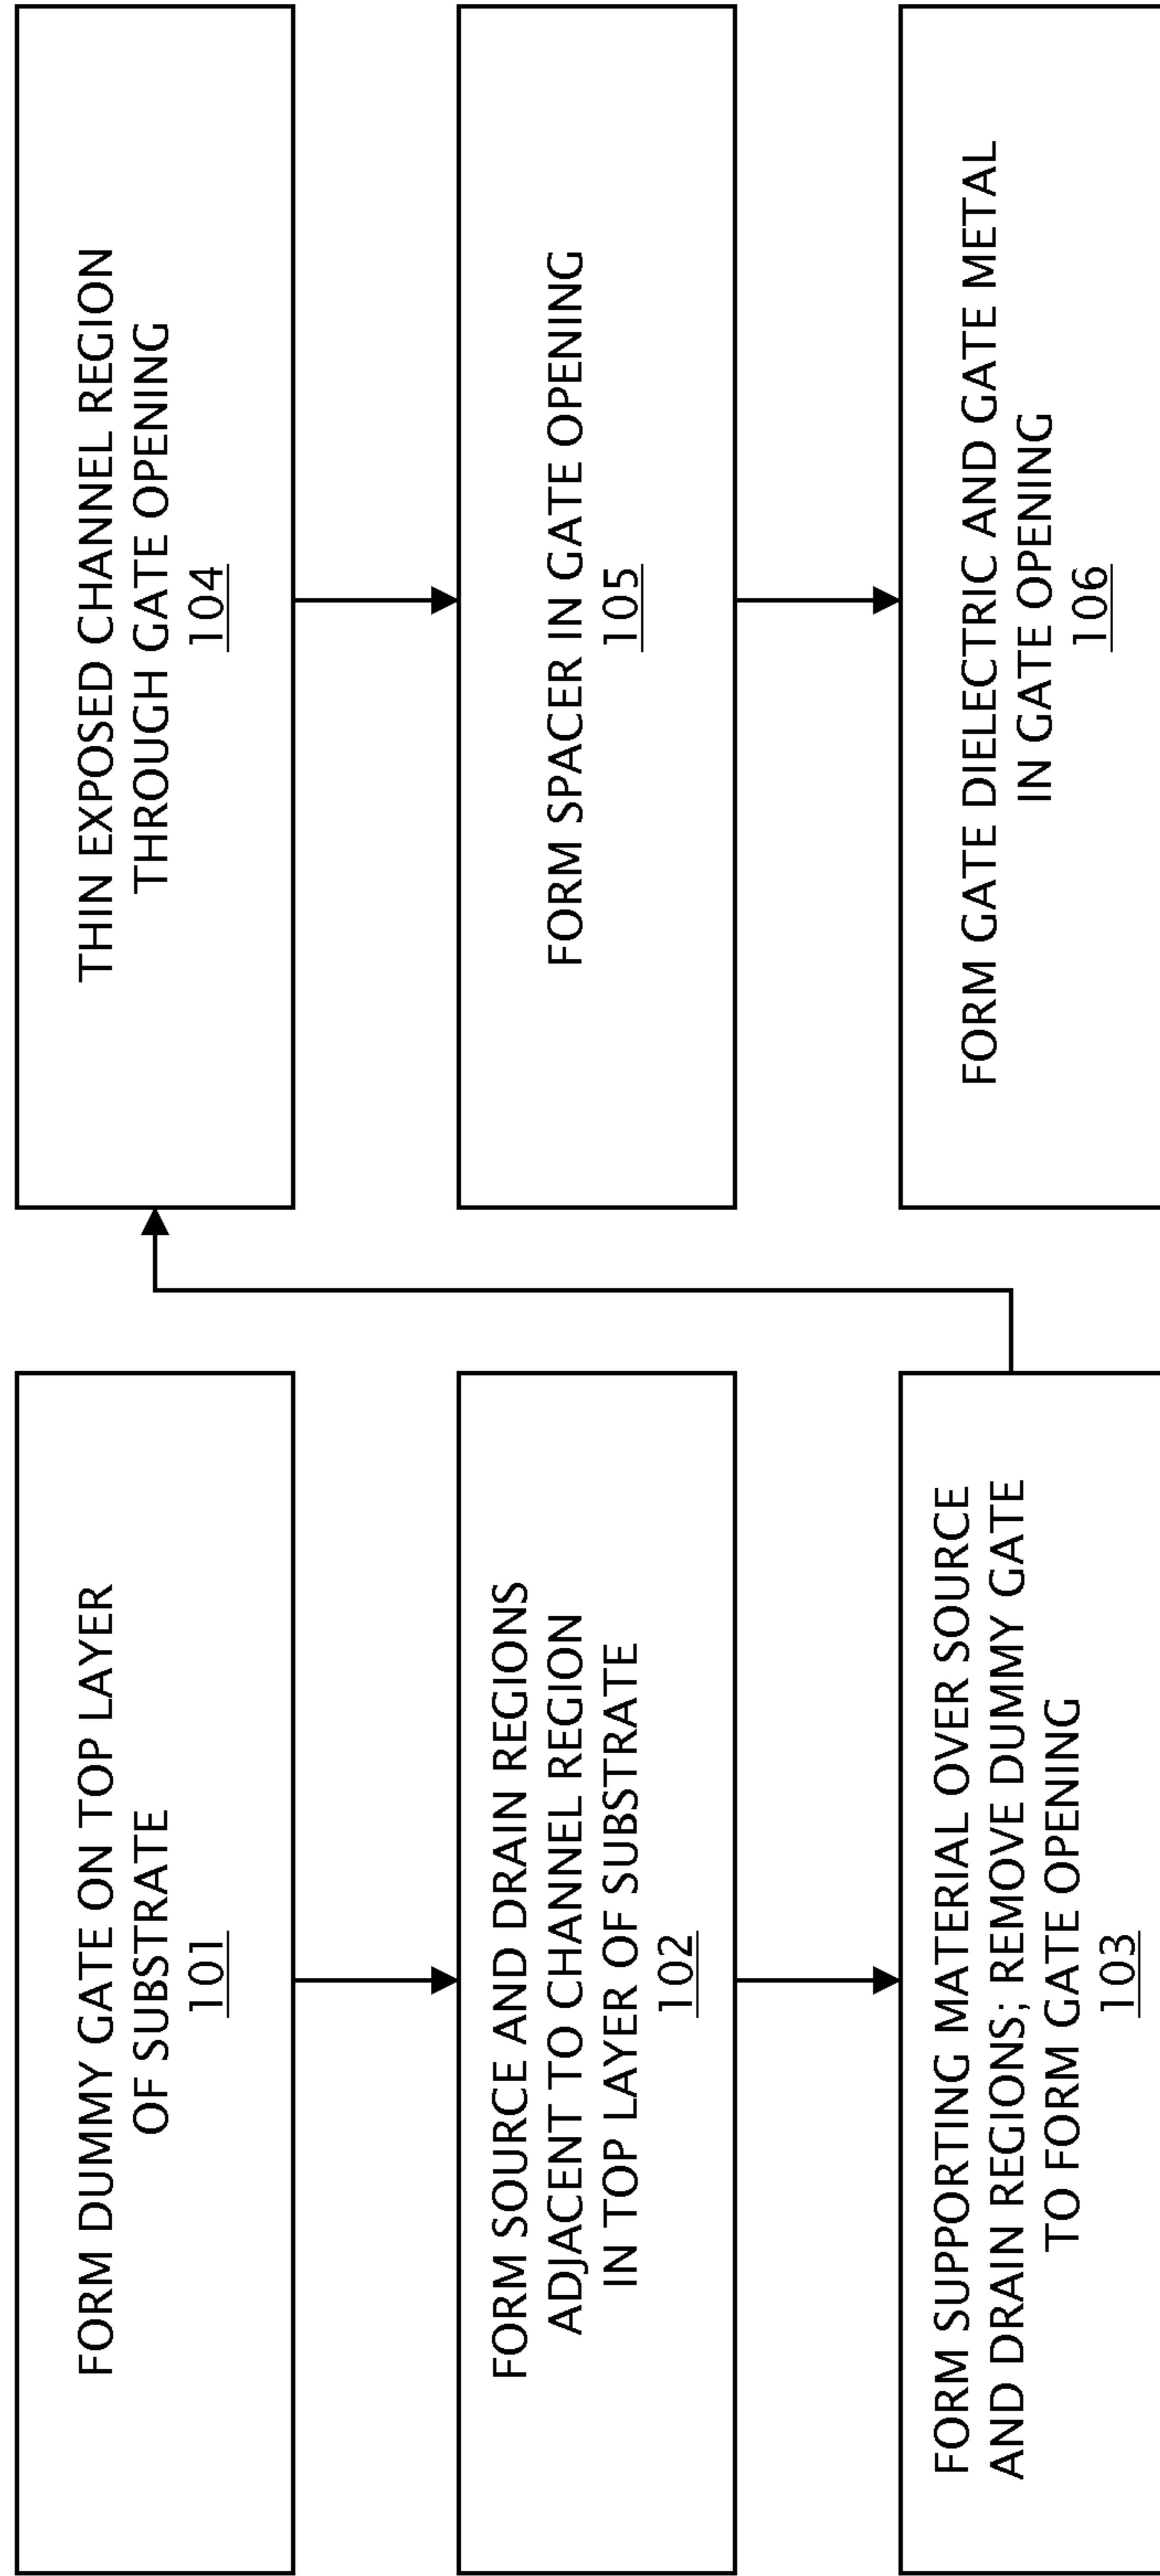 FORM DUMMY GATE ON TOP LAYER
OF SUBSTRATE
101
FORM SOURCE AND DRAIN REGIONS
ADJACENT TO CHANNEL REGION
IN TOP LAYER OF SUBSTRATE
102
FORM SUPPORTING MATERIAL OVER SOURCE
AND DRAIN REGIONS; REMOVE DUMMY GATE
TO FORM GATE OPENING
103
THIN EXPOSED CHANNEL REGION
THROUGH GATE OPENING
104
FORM SPACER IN GATE OPENING
105
FORM GATE DIELECTRIC AND GATE METAL
IN GATE OPENING
106